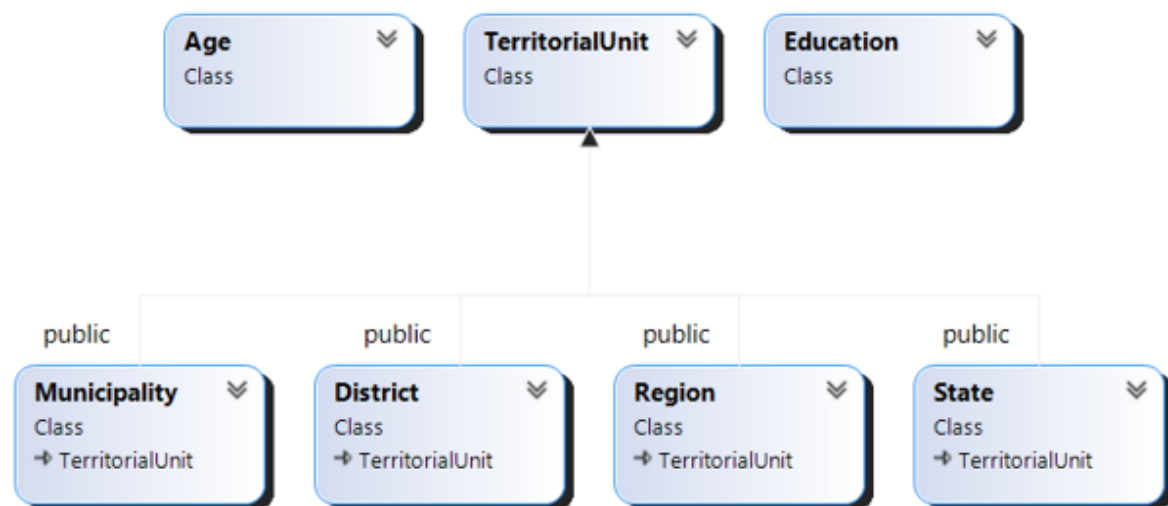 Age
Class
TerritorialUnit
Class
Education
Class
public
public
public
public
Municipality
Class
TerritorialUnit
District
Class
TerritorialUnit
Region
Class
TerritorialUnit
State
Class
TerritorialUnit